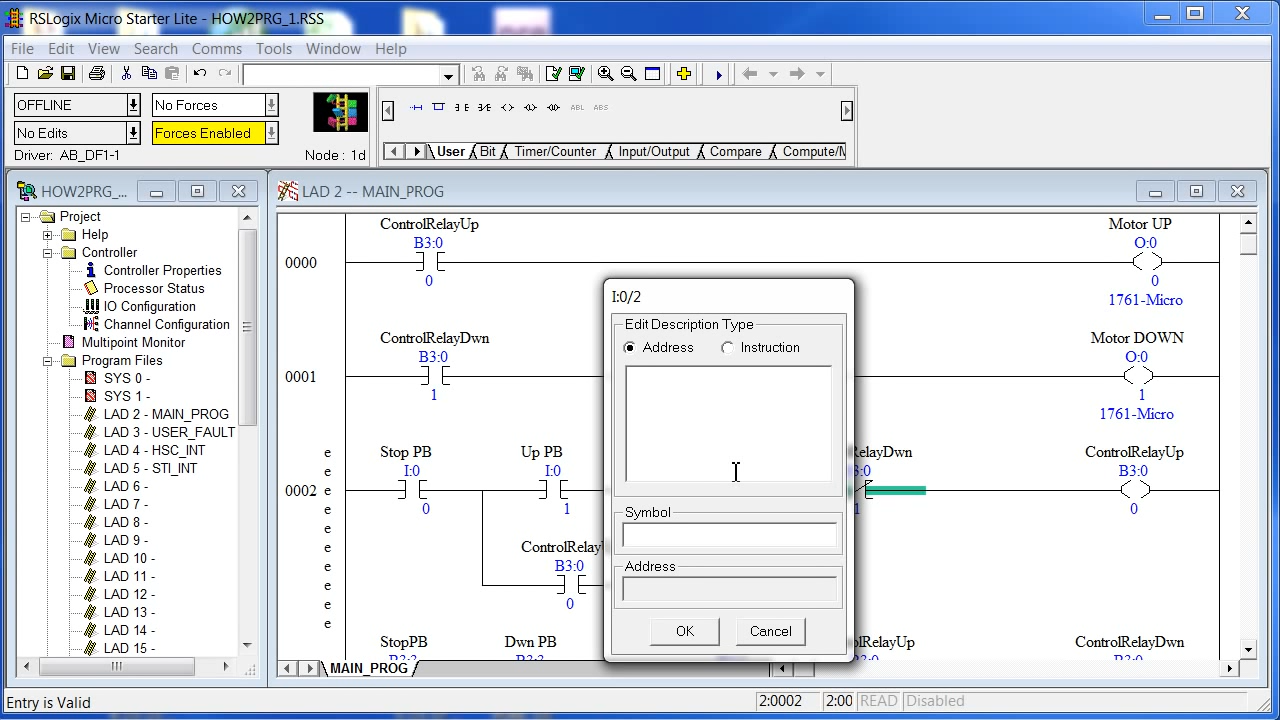 RSLogix Micro Starter Lite - HOW2PRG_1.RSS
File Edit View Search Comms Tools Window Help
OFFLINE No Forces
No Edits Forces Enabled
Driver: AB_DF1-1 Node : 1d
ABL ABS
User Bit Timer/Counter Input/Output Compare Compute/M
HOW2PRG_...
Project
Help
Controller
Controller Properties
Processor Status
IO Configuration
Channel Configuration
Multipoint Monitor
Program Files
SYS 0 -
SYS 1 -
LAD 2 - MAIN_PROG
LAD 3 - USER_FAULT
LAD 4 - HSC_INT
LAD 5 - STI_INT
LAD 6 -
LAD 7 -
LAD 8 -
LAD 9 -
LAD 10 -
LAD 11 -
LAD 12 -
LAD 13 -
LAD 14 -
LAD 15 -
LAD 2 -- MAIN_PROG
ControlRelayUp Motor UP
B3:0 O:0
0000
0 0
1761-Micro
ControlRelayDwn Motor DOWN
B3:0 O:0
0001
1 1
1761-Micro
e Stop PB Up PB RelayDwn ControlRelayUp
e I:0 I:0 3:0 B3:0
0002 e
e 0 1 1 0
e
e ControlRelayU
e B3:0
e
e 0
e
StopPB Dwn PB olRelayUp ControlRelayDwn
I:0/2
Edit Description Type
Address Instruction
Symbol
Address
OK Cancel
MAIN_PROG
Entry is Valid 2:0002 2:00 READ Disabled